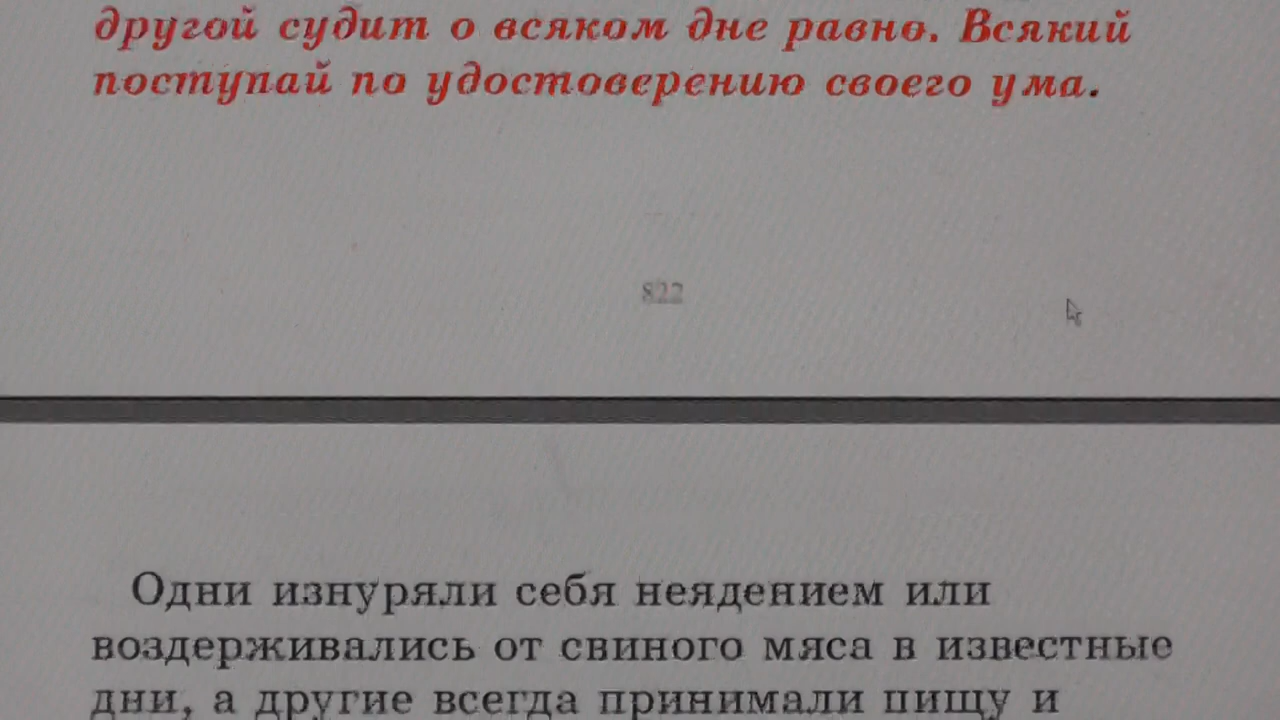 другой судит о всяком дне равно. Всякий
поступай по удостоверению своего ума.
822
Одни изнуряли себя неядением или
воздерживались от свиного мяса в известные
дни, а другие всегда принимали пищу и